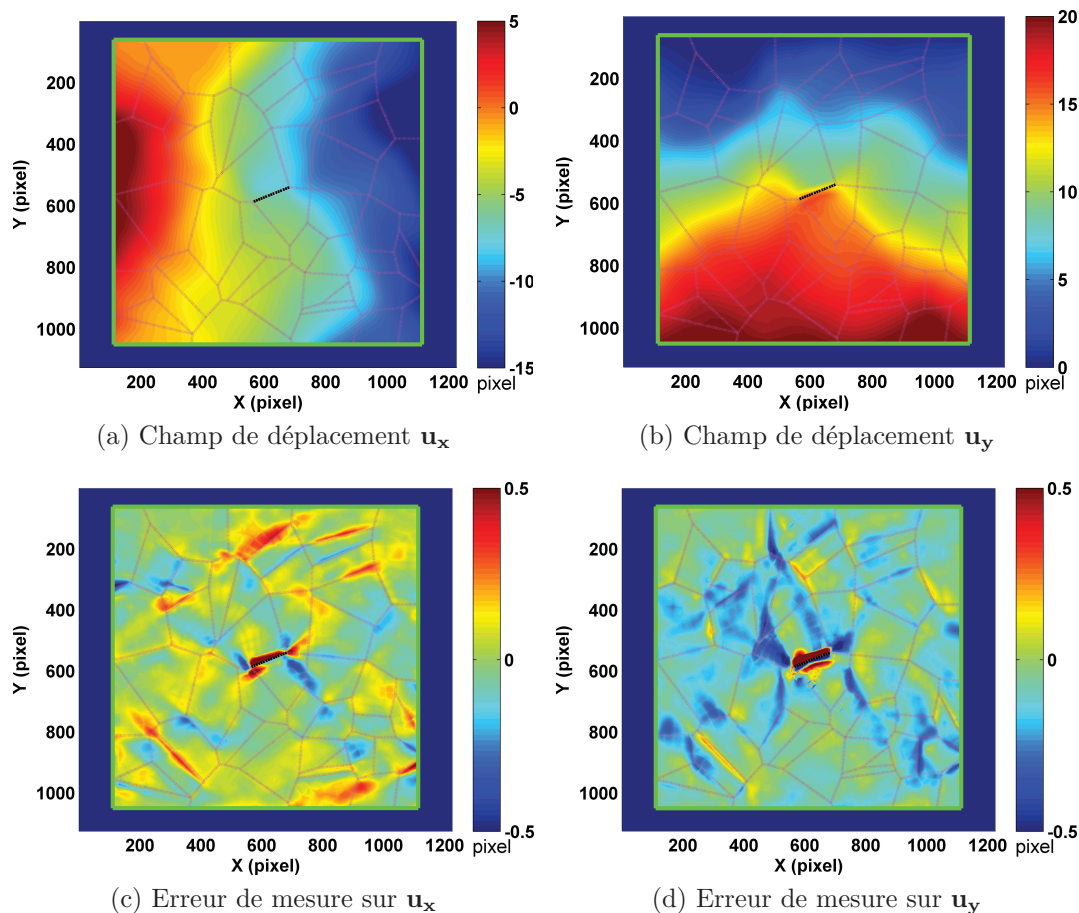 5
0
-5
-10
-15
pixel
200
400
600
800
1000
Y (pixel)
200 400 600 800 1000 1200
X (pixel)
(a) Champ de déplacement uₓ
20
15
10
5
0
pixel
200
400
600
800
1000
Y (pixel)
200 400 600 800 1000 1200
X (pixel)
(b) Champ de déplacement u_y
0.5
0
-0.5
pixel
200
400
600
800
1000
Y (pixel)
200 400 600 800 1000 1200
X (pixel)
(c) Erreur de mesure sur uₓ
0.5
0
-0.5
pixel
200
400
600
800
1000
Y (pixel)
200 400 600 800 1000 1200
X (pixel)
(d) Erreur de mesure sur u_y